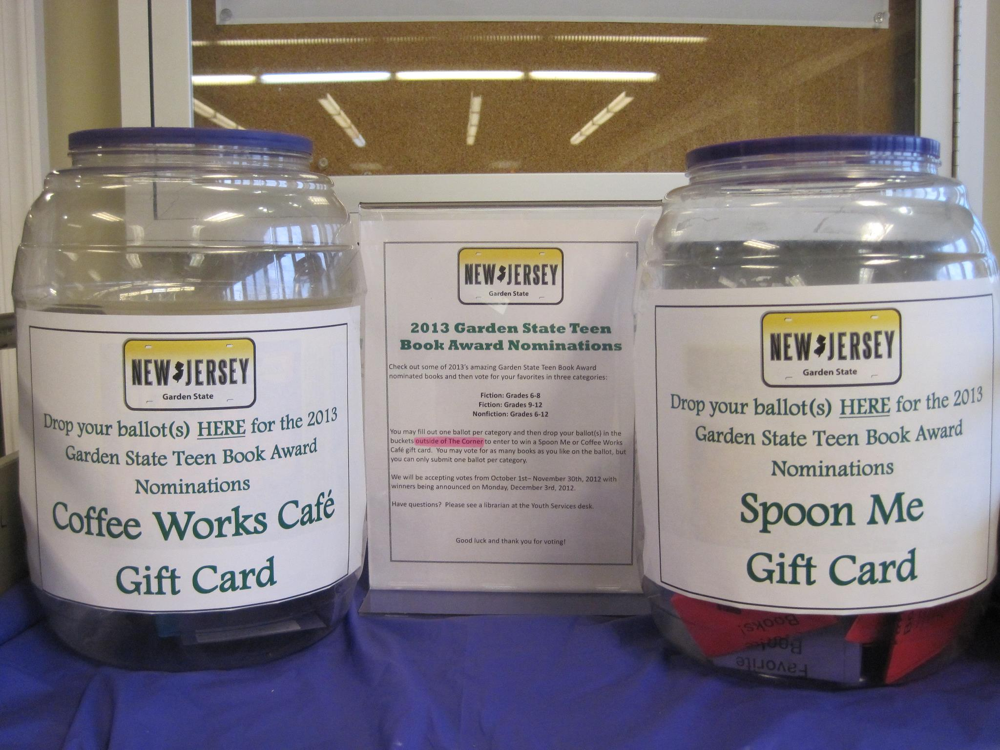 NEW JERSEY
Garden State
Drop your ballot(s) HERE for the 2013
Garden State Teen Book Award
Nominations
Coffee Works Café
Gift Card
NEW JERSEY
Garden State
2013 Garden State Teen
Book Award Nominations
Check out some of 2013's amazing Garden State Teen Book Award
nominated books and then vote for your favorites in three categories:
Fiction: Grades 6-8
Fiction: Grades 9-12
Nonfiction: Grades 6-12
You may fill out one ballot per category and then drop your ballot(s) in the
buckets outside of The Corner to enter to win a Spoon Me or Coffee Works
Café gift card. You may vote for as many books as you like on the ballot, but
you can only submit one ballot per category.
We will be accepting votes from October 1st– November 30th, 2012 with
winners being announced on Monday, December 3rd, 2012.
Have questions? Please see a librarian at the Youth Services desk.
Good luck and thank you for voting!
NEW JERSEY
Garden State
Drop your ballot(s) HERE for the 2013
Garden State Teen Book Award
Nominations
Spoon Me
Gift Card
Books!
Favorite